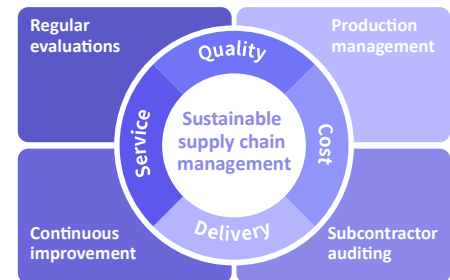 Regular
evaluations
Production
management
Quality
Service
Cost
Sustainable
supply chain
management
Delivery
Continuous
improvement
Subcontractor
auditing